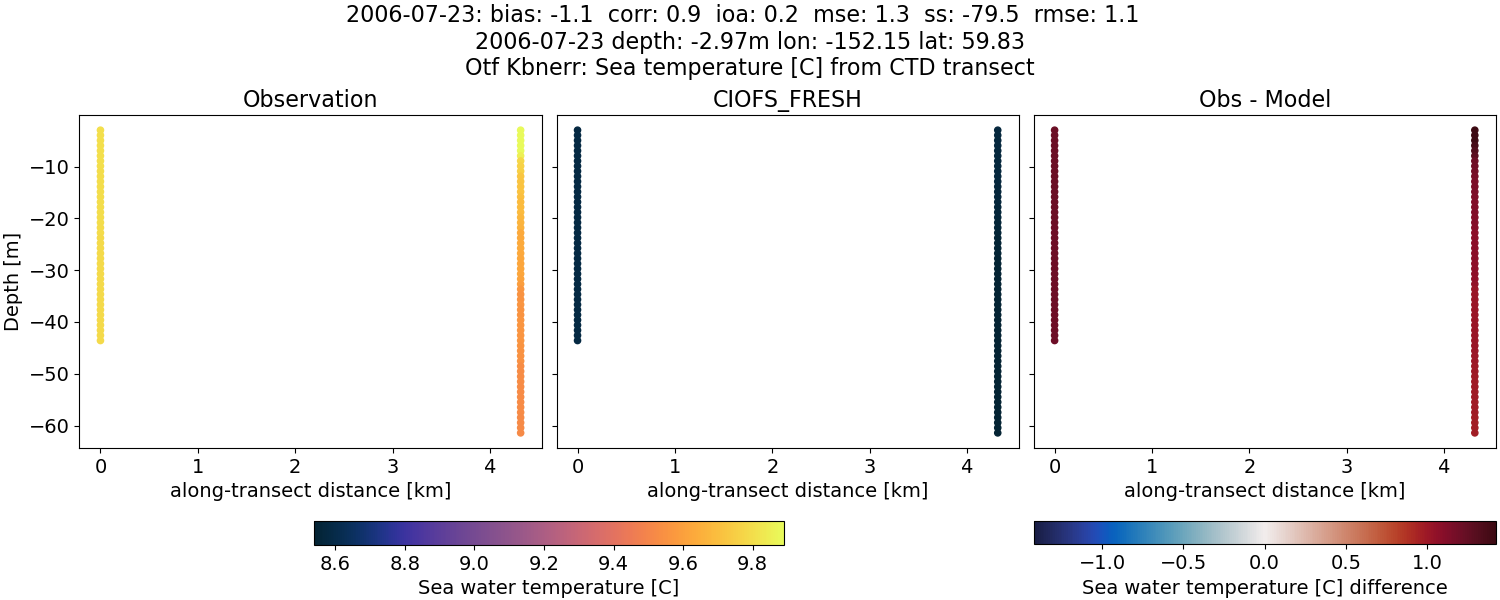 2006-07-23: bias: -1.1  corr: 0.9  ioa: 0.2  mse: 1.3  ss: -79.5  rmse: 1.1
2006-07-23 depth: -2.97m lon: -152.15 lat: 59.83
Otf Kbnerr: Sea temperature [C] from CTD transect
Observation
CIOFS_FRESH
Obs - Model
Depth [m]
−10
−20
−30
−40
−50
−60
0 1 2 3 4
0 1 2 3 4
0 1 2 3 4
along-transect distance [km]
along-transect distance [km]
along-transect distance [km]
8.6 8.8 9.0 9.2 9.4 9.6 9.8
Sea water temperature [C]
−1.0 −0.5 0.0 0.5 1.0
Sea water temperature [C] difference